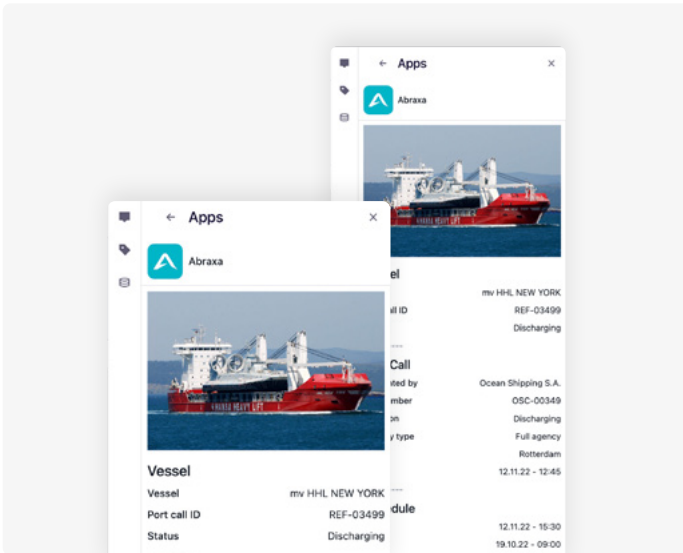 ← Apps ×
Abraxa
HANSA HEAVY LIFT
Vessel
Vessel mv HHL NEW YORK
Port call ID REF-03499
Status Discharging
← Apps ×
Abraxa
el
mv HHL NEW YORK
all ID REF-03499
Discharging
Call
ated by Ocean Shipping S.A.
mber OSC-00349
on Discharging
y type Full agency
Rotterdam
12.11.22 - 12:45
dule
12.11.22 - 15:30
19.10.22 - 09:00